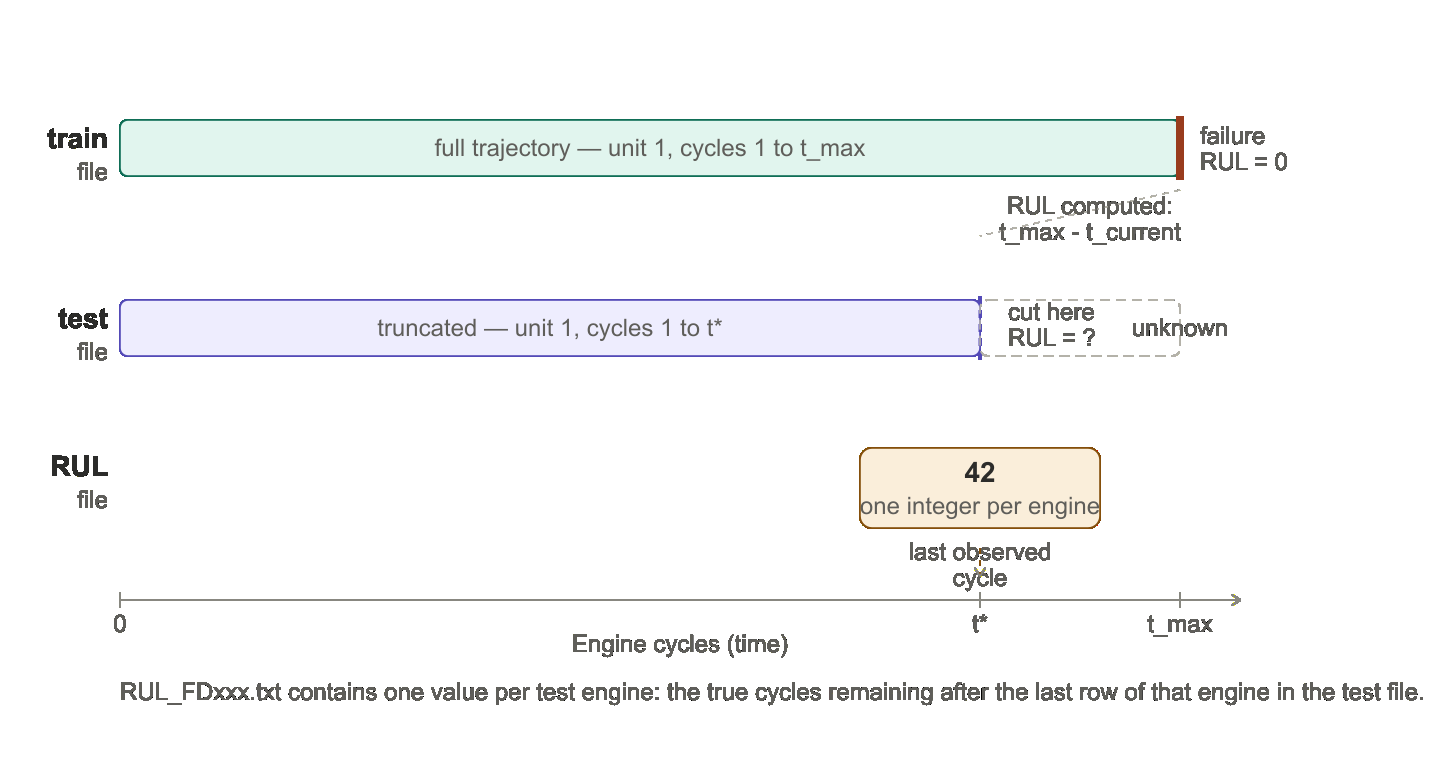 train
file
full trajectory — unit 1, cycles 1 to t_max
failure
RUL = 0
RUL computed:
t_max - t_current
test
file
truncated — unit 1, cycles 1 to t*
cut here
RUL = ?
unknown
RUL
file
42
one integer per engine
last observed
cycle
0
t*
t_max
Engine cycles (time)
RUL_FDxxx.txt contains one value per test engine: the true cycles remaining after the last row of that engine in the test file.